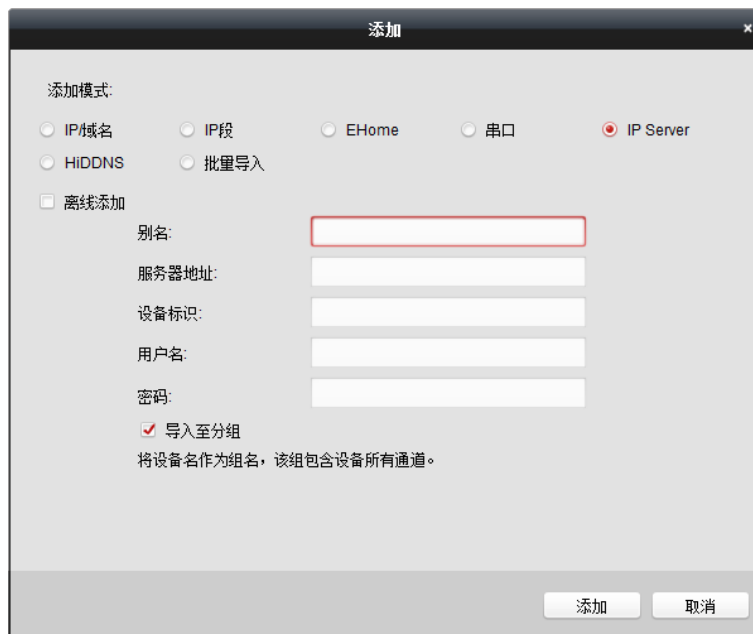 添加
添加模式:
IP/域名 IP段 EHome 串口 IP Server
HiDDNS 批量导入
离线添加
别名:
服务器地址:
设备标识:
用户名:
密码:
导入至分组
将设备名作为组名，该组包含设备所有通道。
添加 取消